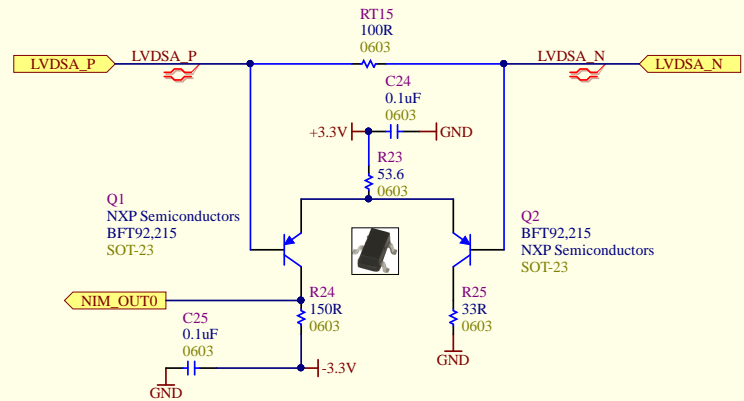 RT15
100R
0603
LVDSA_P
LVDSA_P
LVDSA_N
LVDSA_N
C24
0.1uF
0603
+3.3V
GND
R23
53.6
0603
Q1
NXP Semiconductors
BFT92,215
SOT-23
Q2
BFT92,215
NXP Semiconductors
SOT-23
NIM_OUT0
R24
150R
0603
R25
33R
0603
C25
0.1uF
0603
-3.3V
GND
GND